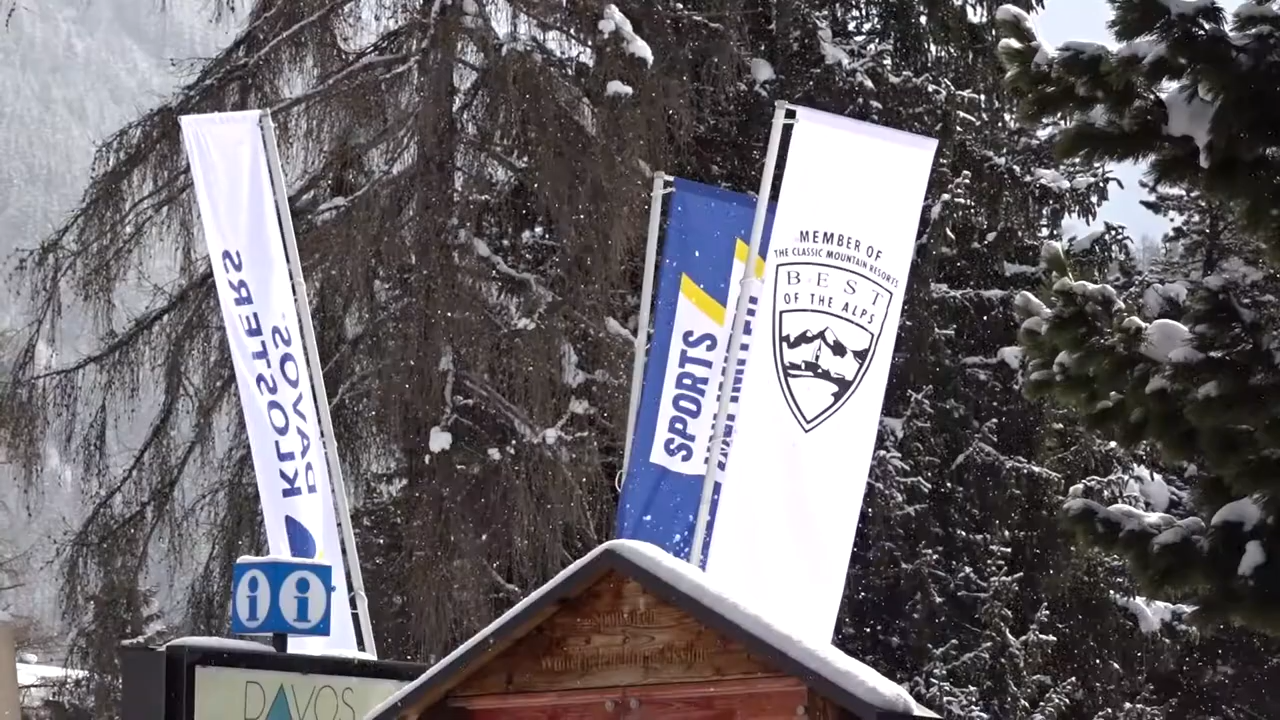 DAVOS
KLOSTERS
SPORTS
MEMBER OF
THE CLASSIC MOUNTAIN RESORTS
BEST
OF THE ALPS
i i
DAVOS